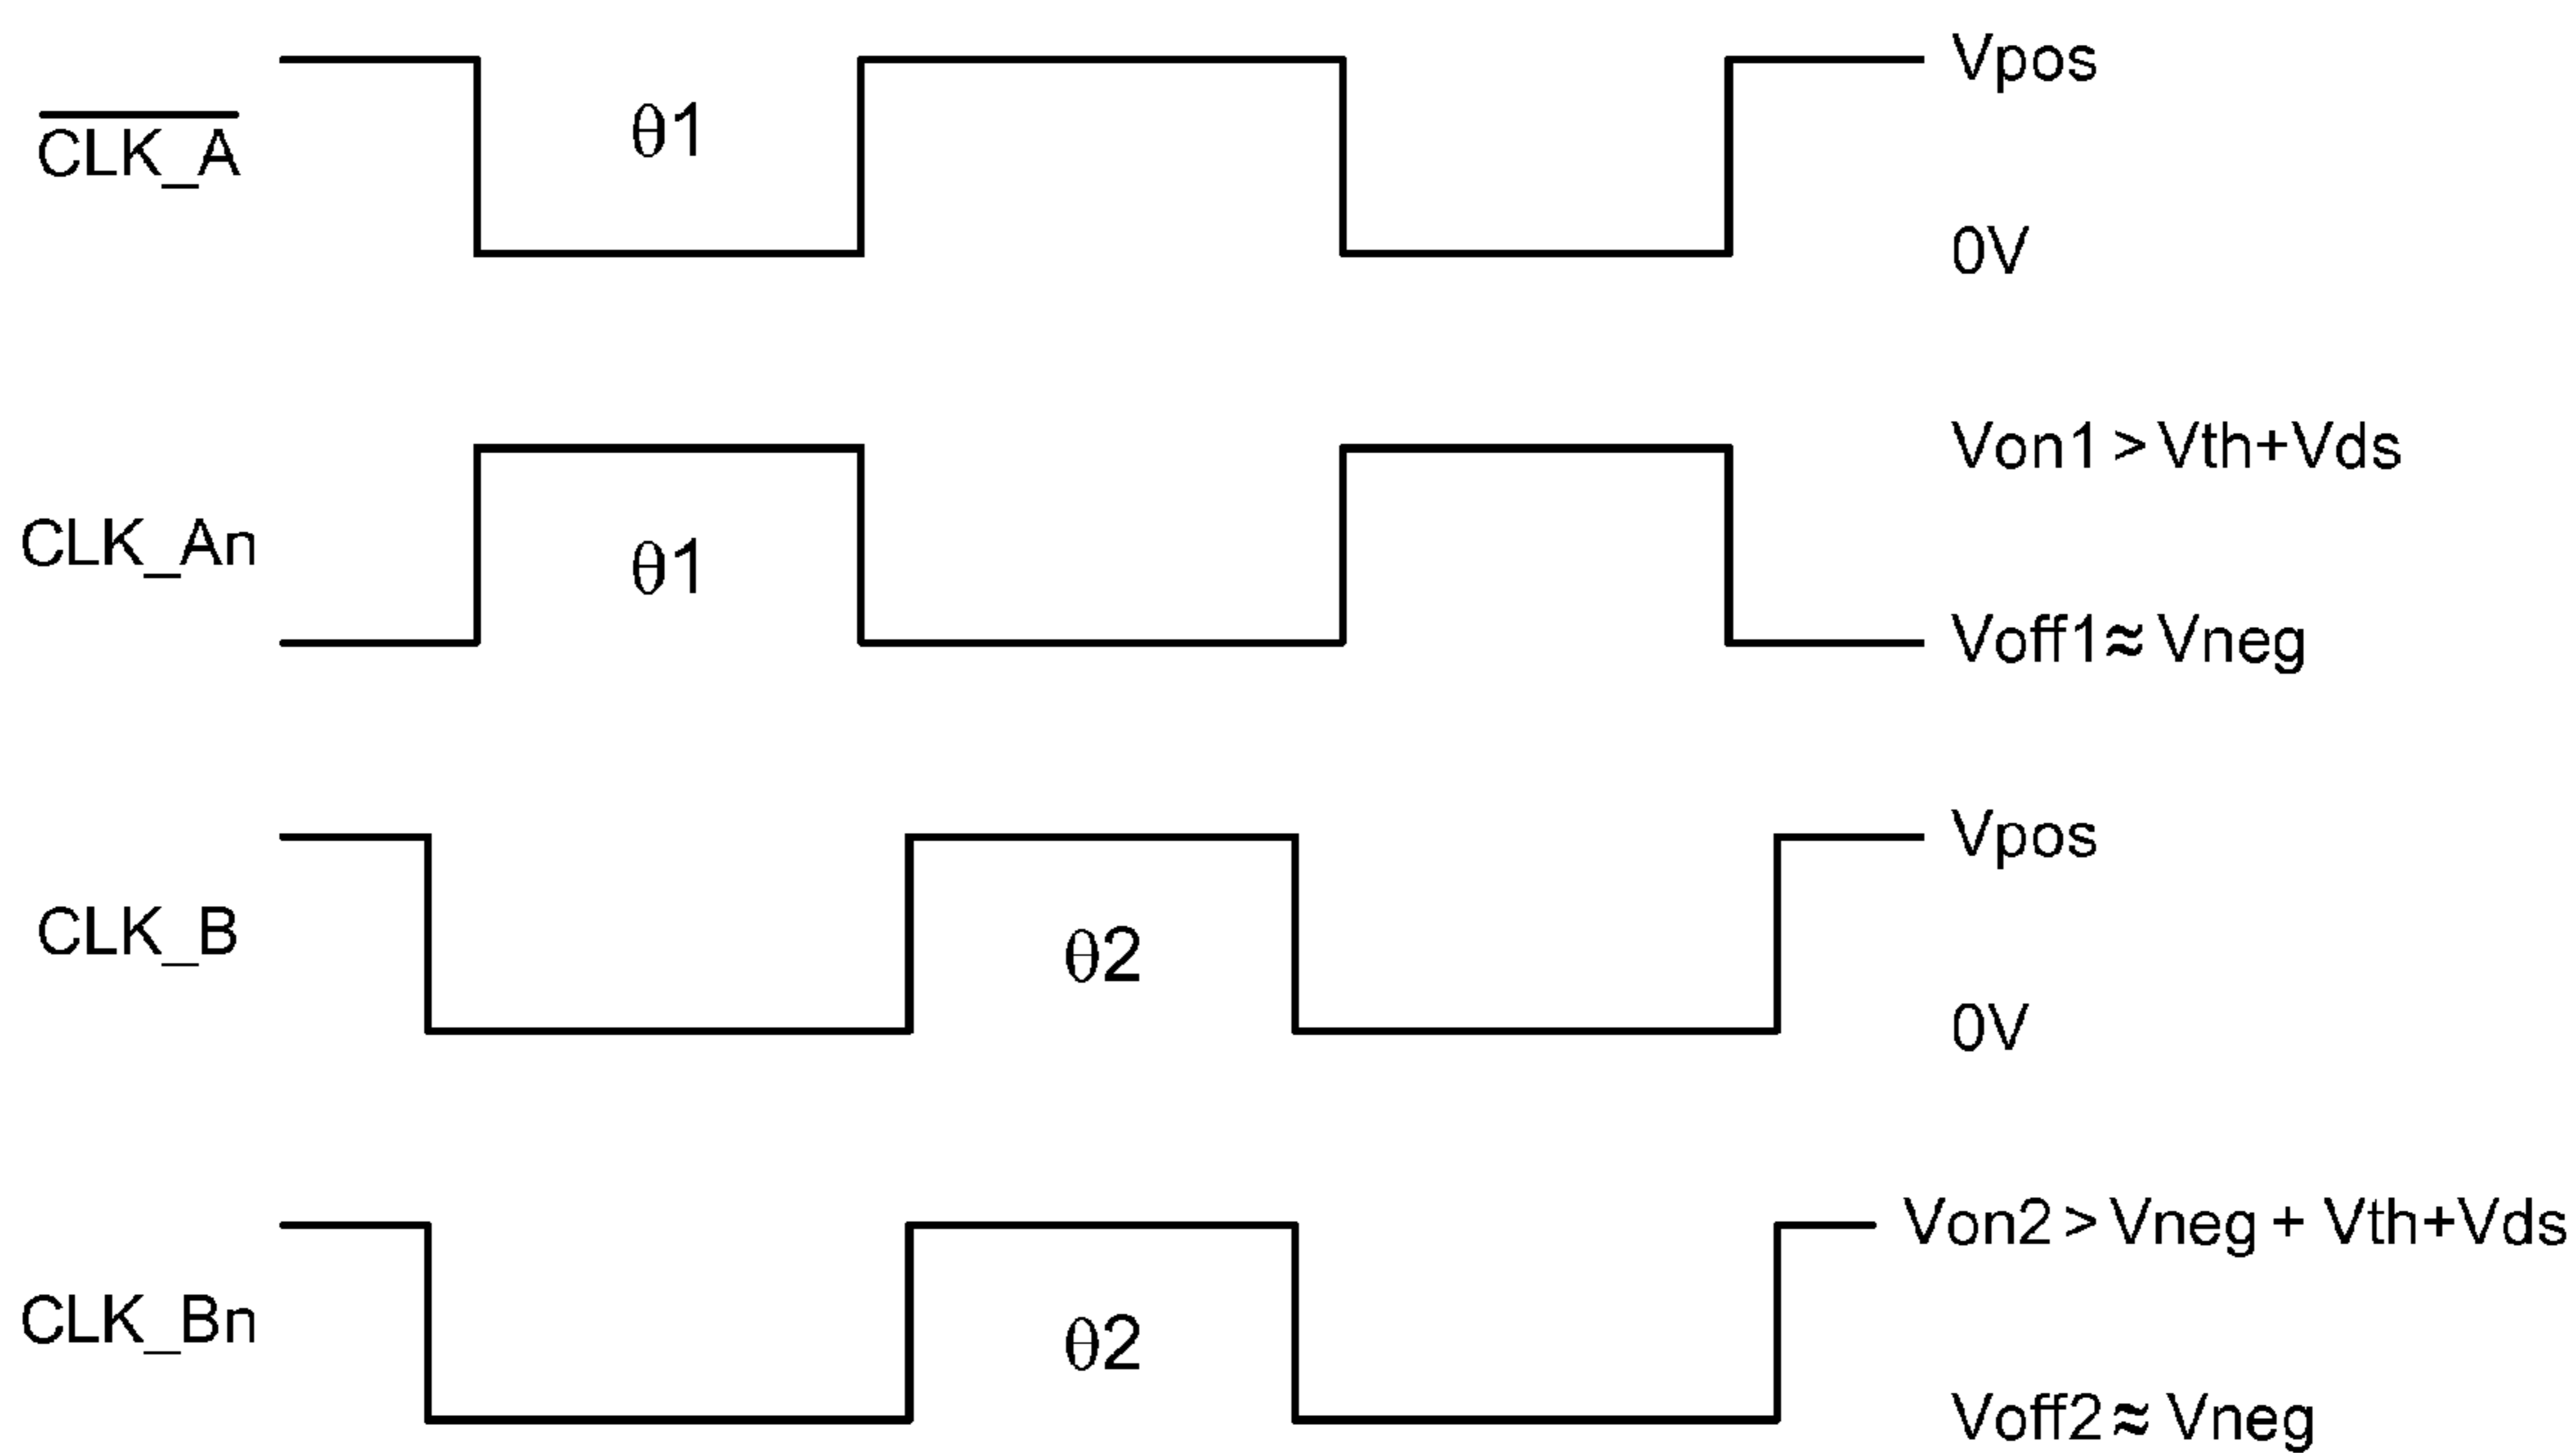 Vpos
θ1
CLK_A
0V
Von1 > Vth+Vds
CLK_An
θ1
Voff1≈ Vneg
Vpos
CLK_B
θ2
0V
Von2 > Vneg + Vth+Vds
CLK_Bn
θ2
Voff2≈ Vneg